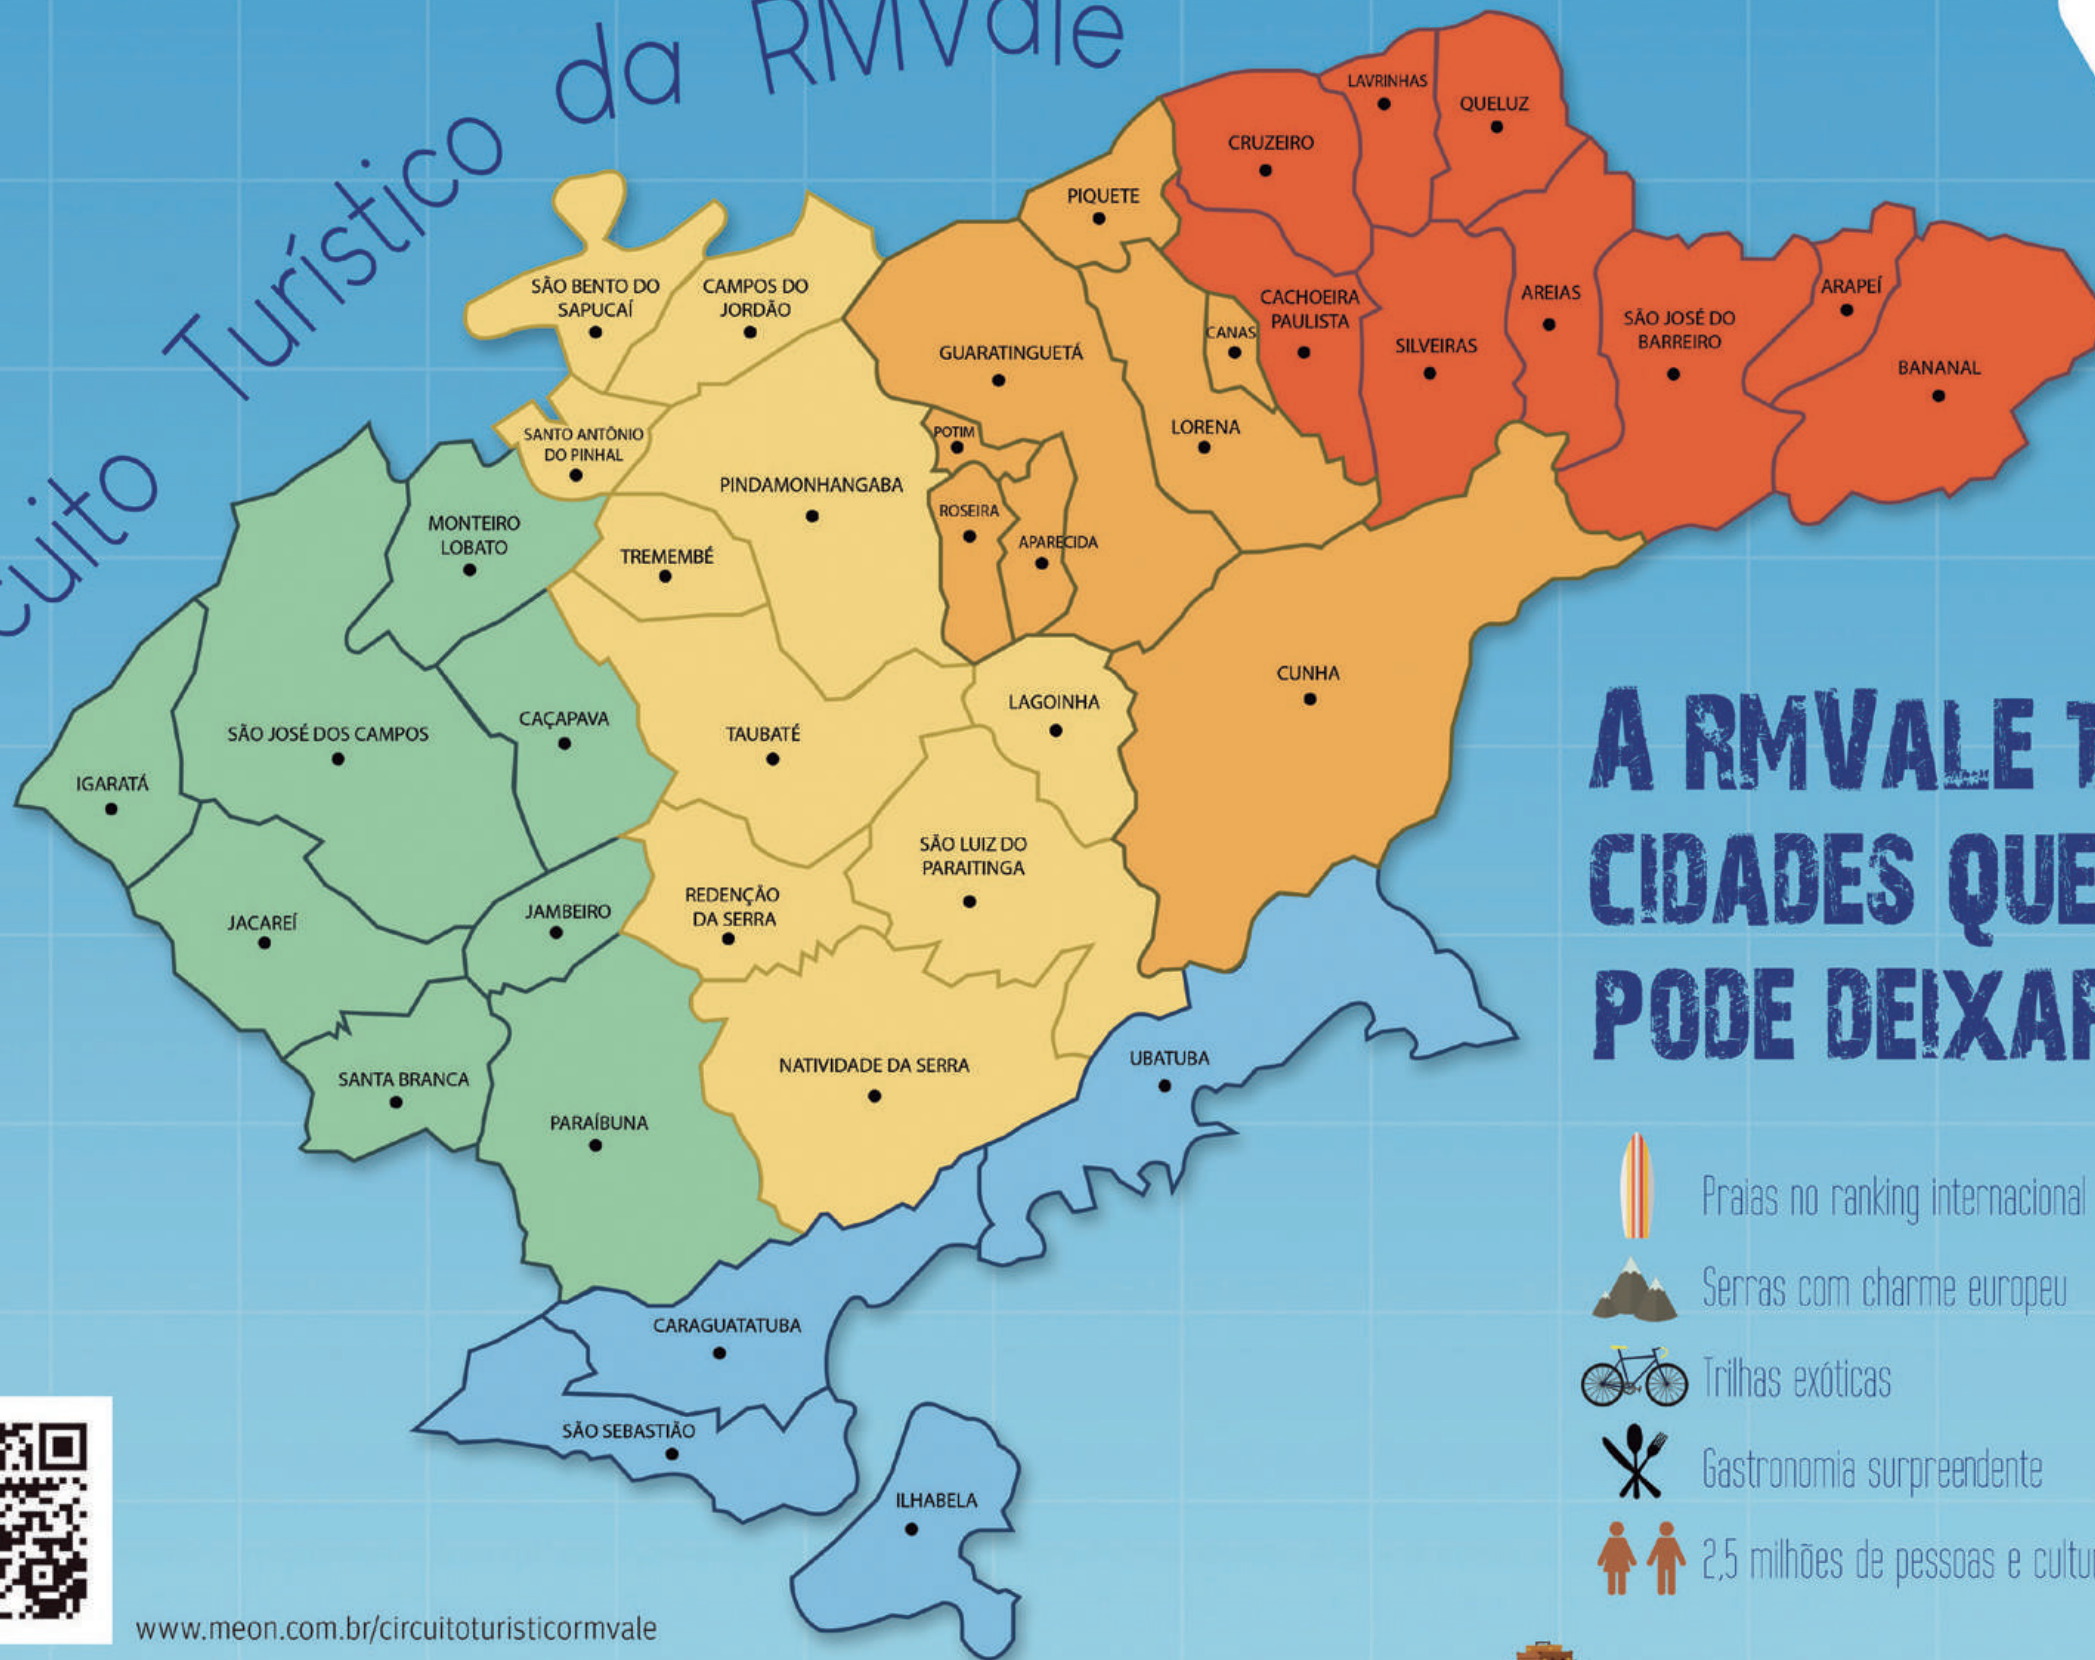 Turístico da RMVale
LAVRINHAS
QUELUZ
CRUZEIRO
PIQUETE
SÃO BENTO DO
SAPUCAÍ
CAMPOS DO
JORDÃO
CACHOEIRA
PAULISTA
AREIAS
ARAPEÍ
SÃO JOSÉ DO
BARREIRO
CANAS
SILVEIRAS
GUARATINGUETÁ
BANANAL
SANTO ANTÔNIO
DO PINHAL
POTIM
LORENA
PINDAMONHANGABA
MONTEIRO
LOBATO
ROSEIRA
TREMEMBÉ
APARECIDA
CUNHA
LAGOINHA
SÃO JOSÉ DOS CAMPOS
CAÇAPAVA
TAUBATÉ
IGARATÁ
SÃO LUIZ DO
PARAITINGA
REDENÇÃO
DA SERRA
JACAREÍ
JAMBEIRO
NATIVIDADE DA SERRA
UBATUBA
SANTA BRANCA
PARAÍBUNA
CARAGUATATUBA
SÃO SEBASTIÃO
ILHABELA
A RMVALE
CIDADES QUE
PODE DEIXAR
Praias no ranking internacional
Serras com charme europeu
Trilhas exóticas
Gastronomia surpreendente
2,5 milhões de pessoas e
www.meon.com.br/circuitoturisticormvale